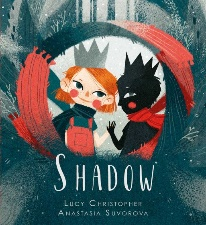 SHADOW
LUCY CHRISTOPHER
ANASTASIA SUVOROVA